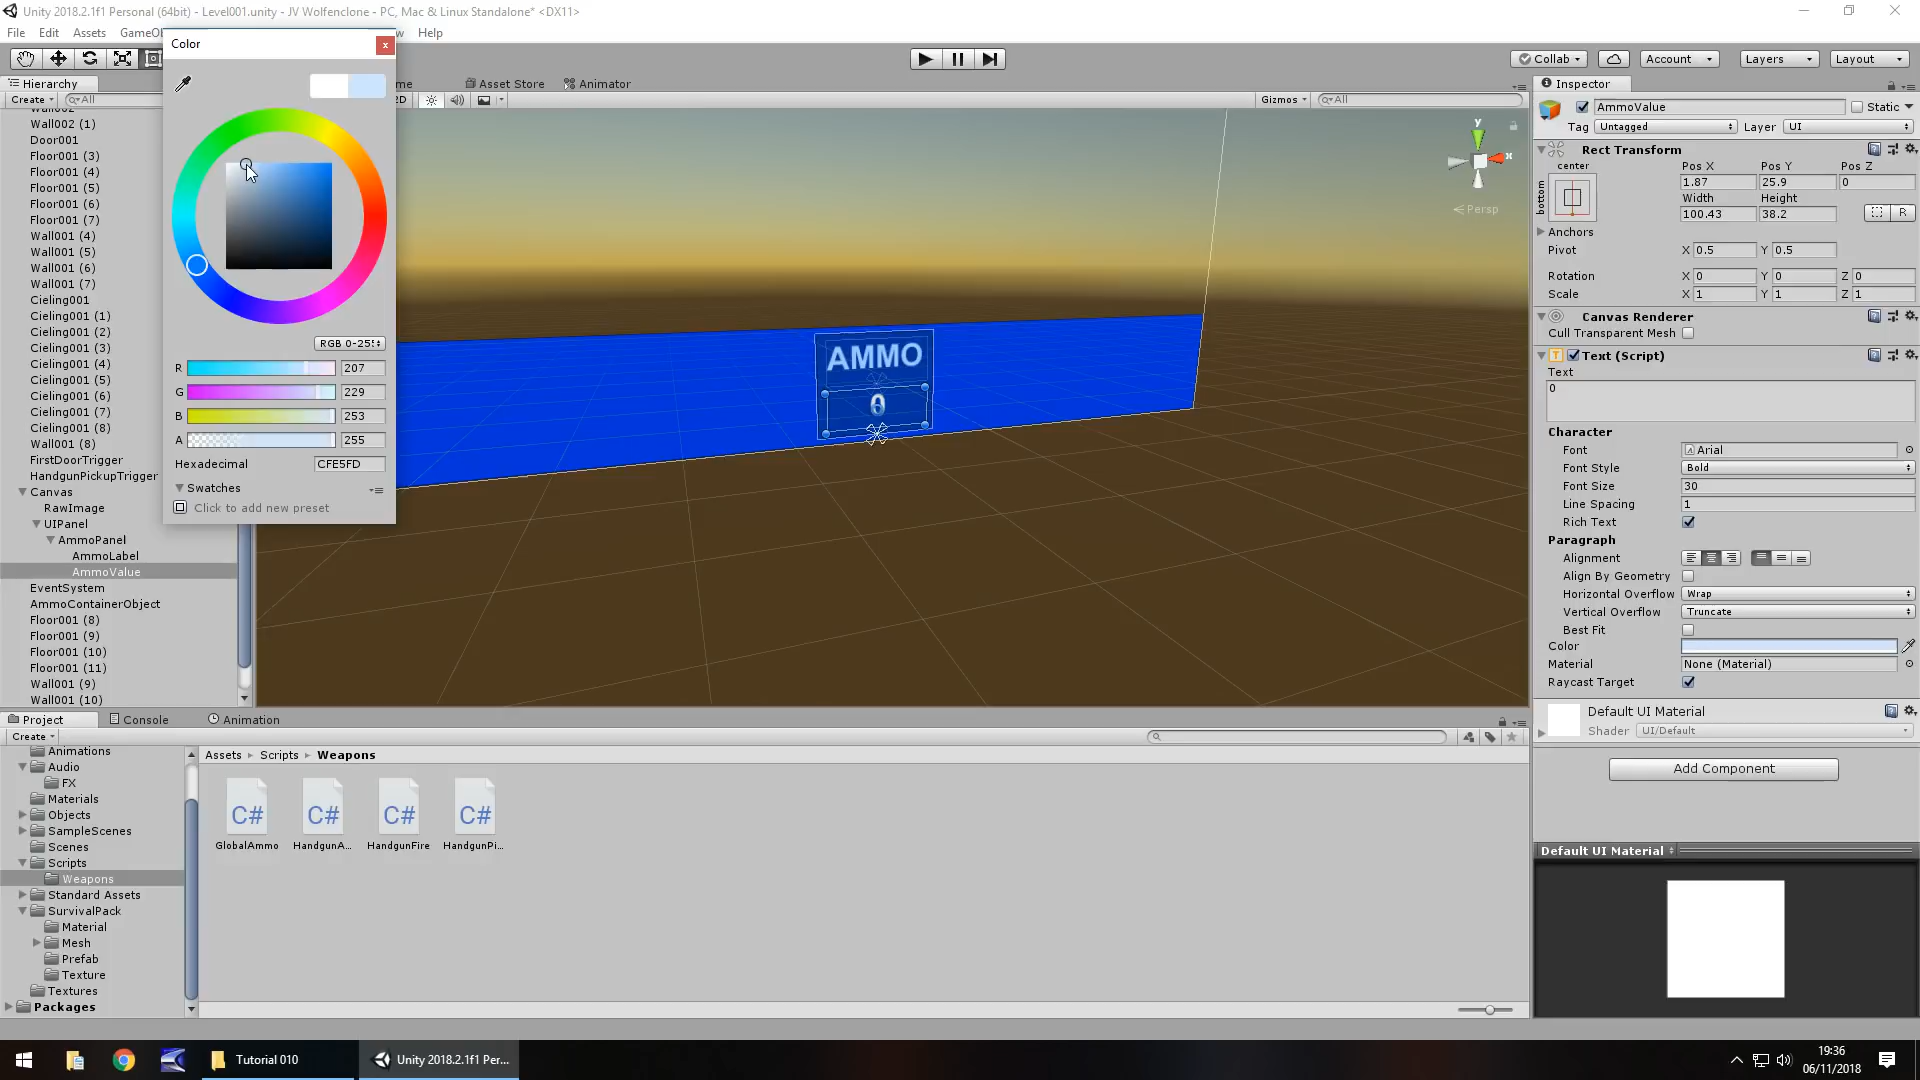 Unity 2018.2.1f1 Personal (64bit) - Level001.unity - JV Wolfenclone - PC, Mac & Linux Standalone* <DX11>
File Edit Assets Help
Color
Collab Account Layers Layout
Hierarchy
Asset Store Animator
Inspector
Create All
Gizmos All
AmmoValue Static
Tag Untagged Layer UI
Wall002 (1)
Door001
Floor001 (3)
Floor001 (4)
Floor001 (5)
Floor001 (6)
Floor001 (7)
Wall001 (4)
Wall001 (5)
Wall001 (6)
Wall001 (7)
Cieling001
Cieling001 (1)
Cieling001 (2)
Cieling001 (3)
Cieling001 (4)
Cieling001 (5)
Cieling001 (6)
Cieling001 (7)
Cieling001 (8)
Wall001 (8)
FirstDoorTrigger
HandgunPickupTrigger
Canvas
RawImage
UIPanel
AmmoPanel
AmmoLabel
AmmoValue
EventSystem
AmmoContainerObject
Floor001 (8)
Floor001 (9)
Floor001 (10)
Floor001 (11)
Wall001 (9)
Wall001 (10)
R 207
G 229
B 253
A 255
Hexadecimal CFE5FD
Swatches
Click to add new preset
y
x
Persp
AMMO
0
Rect Transform
center
bottom
Pos X Pos Y Pos Z
1.87 25.9 0
Width Height
100.43 38.2 R
Anchors
Pivot X 0.5 Y 0.5
Rotation X 0 Y 0 Z 0
Scale X 1 Y 1 Z 1
Canvas Renderer
Cull Transparent Mesh
Text (Script)
Text
0
Character
Font Arial
Font Style Bold
Font Size 30
Line Spacing 1
Rich Text
Paragraph
Alignment
Align By Geometry
Horizontal Overflow Wrap
Vertical Overflow Truncate
Best Fit
Color
Material None (Material)
Raycast Target
Default UI Material
Shader UI/Default
Add Component
Default UI Material
Project Console Animation
Create
Animations
Audio
FX
Materials
Objects
SampleScenes
Scenes
Scripts
Weapons
Standard Assets
SurvivalPack
Material
Mesh
Prefab
Texture
Textures
Packages
Assets Scripts Weapons
C# C# C# C#
GlobalAmmo HandgunA... HandgunFire HandgunPi...
Tutorial 010
Unity 2018.2.1f1 Per...
19:36
06/11/2018